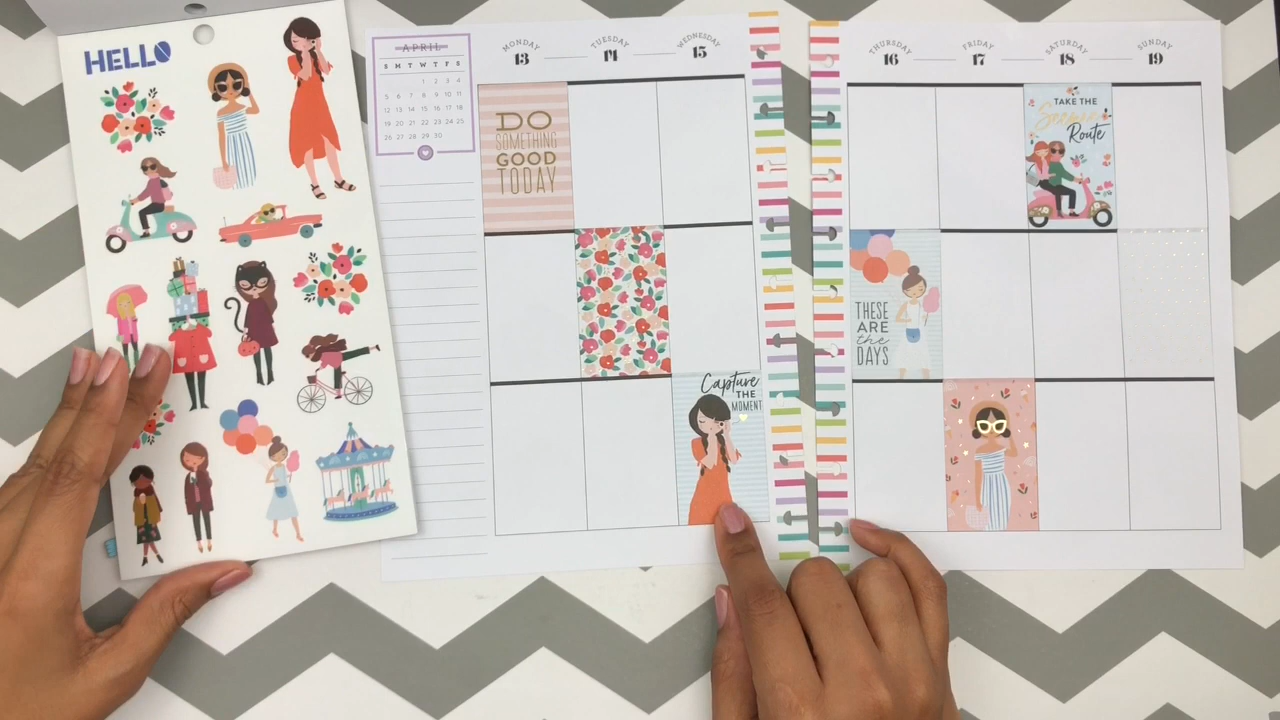 HELLO
APRIL
S M T W T F S
1 2 3 4
5 6 7 8 9 10 11
12 13 14 15 16 17 18
19 20 21 22 23 24 25
26 27 28 29 30
MONDAY
13
TUESDAY
14
WEDNESDAY
15
THURSDAY
16
FRIDAY
17
SATURDAY
18
SUNDAY
19
DO
SOMETHING
GOOD
TODAY
TAKE THE
Scenic
Route
THESE
ARE
the
DAYS
Capture
THE
MOMENT